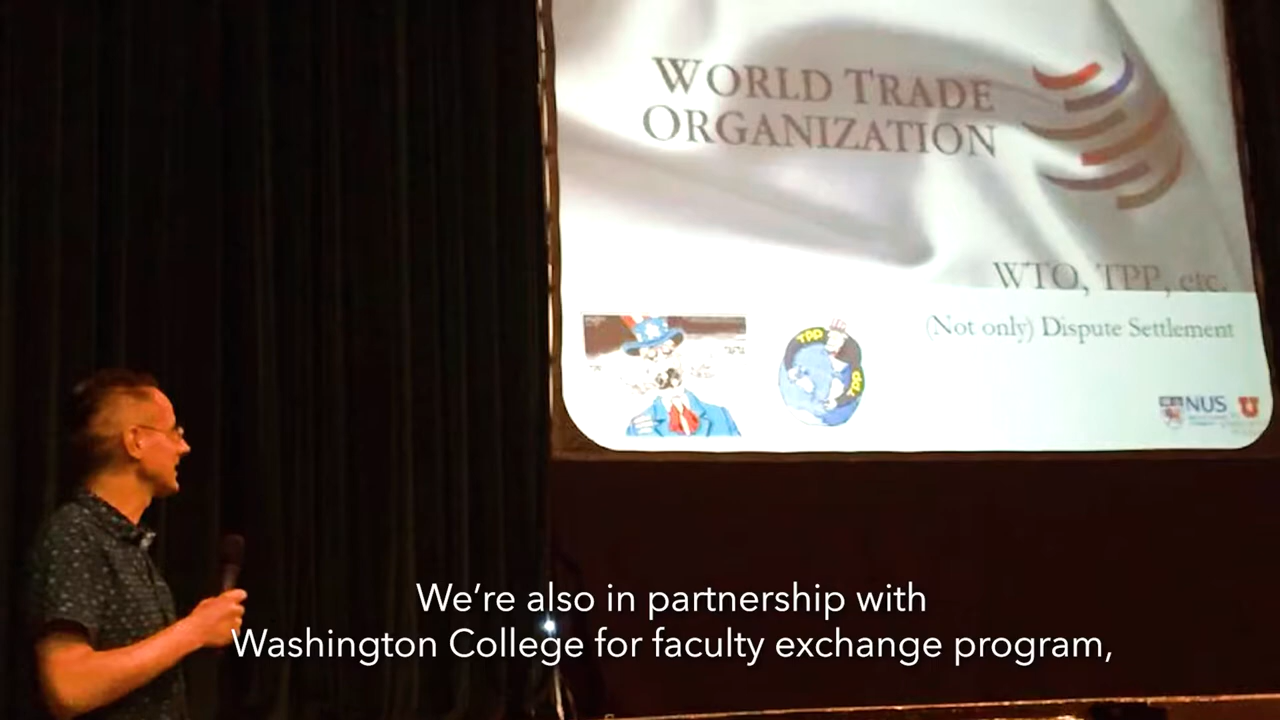 WORLD TRADE
ORGANIZATION
WTO, TPP, etc.
(Not only) Dispute Settlement
TPP
TPP
NUS
U
We're also in partnership with
Washington College for faculty exchange program,